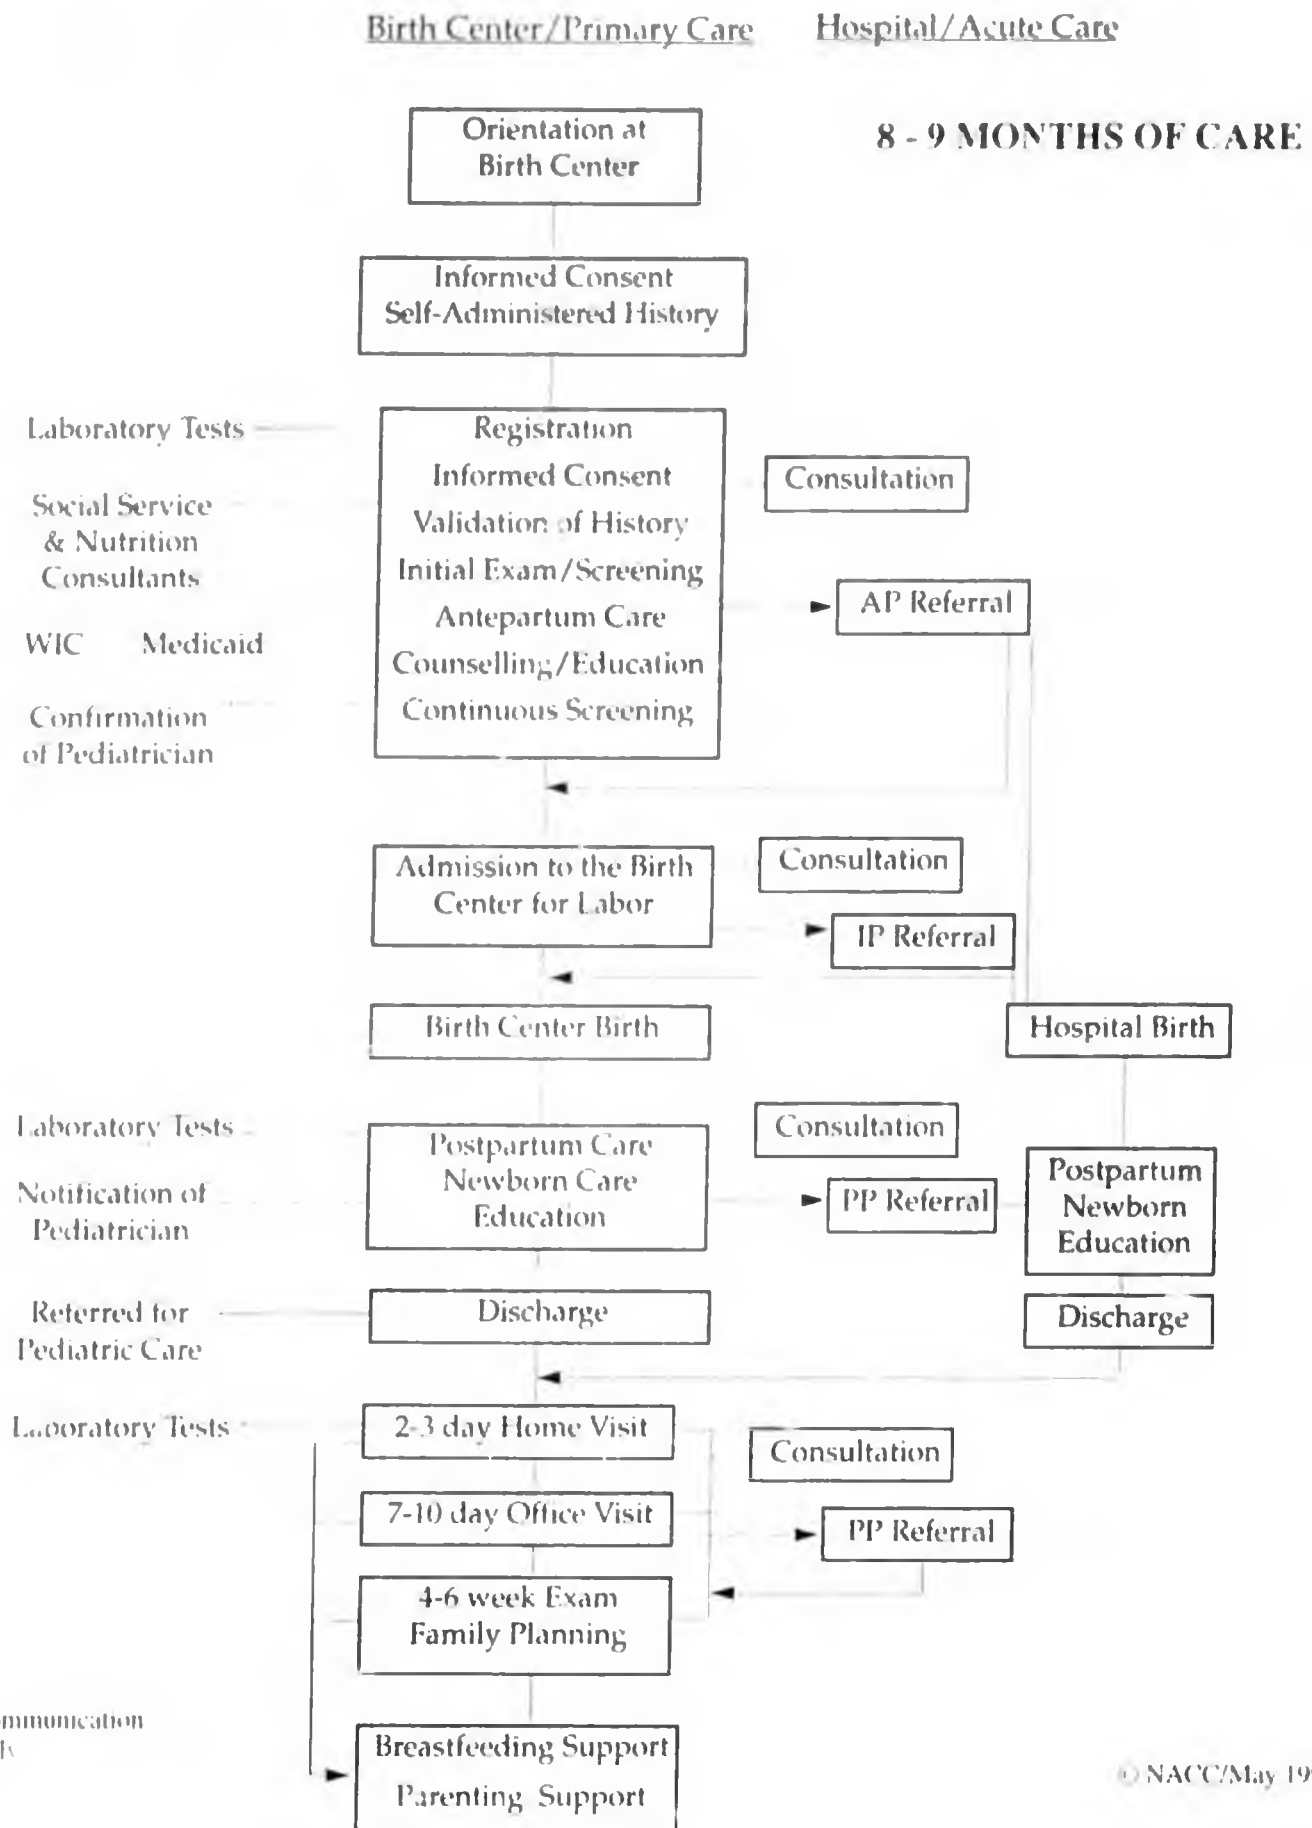 Birth Center/Primary Care
Hospital/Acute Care
8 - 9 MONTHS OF CARE
Orientation at
Birth Center
Informed Consent
Self-Administered History
Laboratory Tests
Social Service
& Nutrition
Consultants
WIC Medicaid
Confirmation
of Pediatrician
Registration
Informed Consent
Validation of History
Initial Exam/Screening
Antepartum Care
Counselling/Education
Continuous Screening
Consultation
AP Referral
Admission to the Birth
Center for Labor
Consultation
IP Referral
Birth Center Birth
Hospital Birth
Laboratory Tests
Notification of
Pediatrician
Postpartum Care
Newborn Care
Education
Consultation
PP Referral
Postpartum
Newborn
Education
Referred for
Pediatric Care
Discharge
Discharge
Laboratory Tests
2-3 day Home Visit
7-10 day Office Visit
4-6 week Exam
Family Planning
Consultation
PP Referral
Breastfeeding Support
Parenting Support
© NACC/May